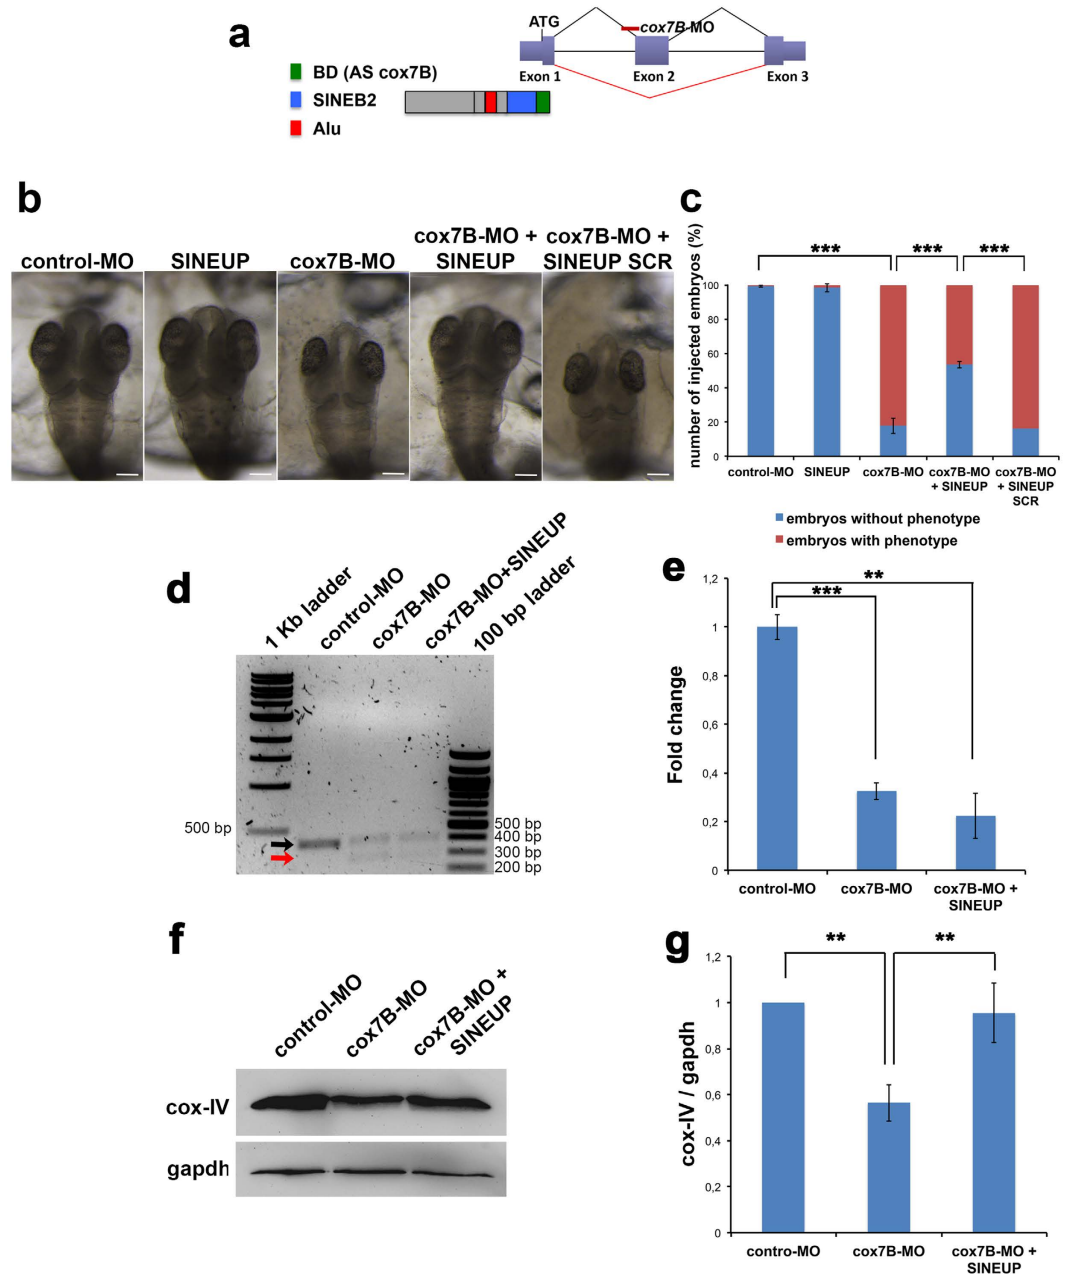 a
ATG
cox7B-MO
Exon 1
Exon 2
Exon 3
BD (AS cox7B)
SINEB2
Alu
b
control-MO
SINEUP
cox7B-MO
cox7B-MO +
SINEUP
cox7B-MO +
SINEUP SCR
c
number of injected embryos (%)
***
***
***
100
80
60
40
20
0
control-MO
SINEUP
cox7B-MO
cox7B-MO
+ SINEUP
cox7B-MO
+ SINEUP
SCR
embryos without phenotype
embryos with phenotype
d
1 Kb ladder
control-MO
cox7B-MO
cox7B-MO+SINEUP
100 bp ladder
500 bp
500 bp
400 bp
300 bp
200 bp
e
Fold change
**
***
1,2
1
0,8
0,6
0,4
0,2
0
control-MO
cox7B-MO
cox7B-MO +
SINEUP
f
control-MO
cox7B-MO
cox7B-MO +
SINEUP
cox-IV
gapdh
g
cox-IV / gapdh
**
**
1,2
1
0,8
0,6
0,4
0,2
0
contro-MO
cox7B-MO
cox7B-MO +
SINEUP